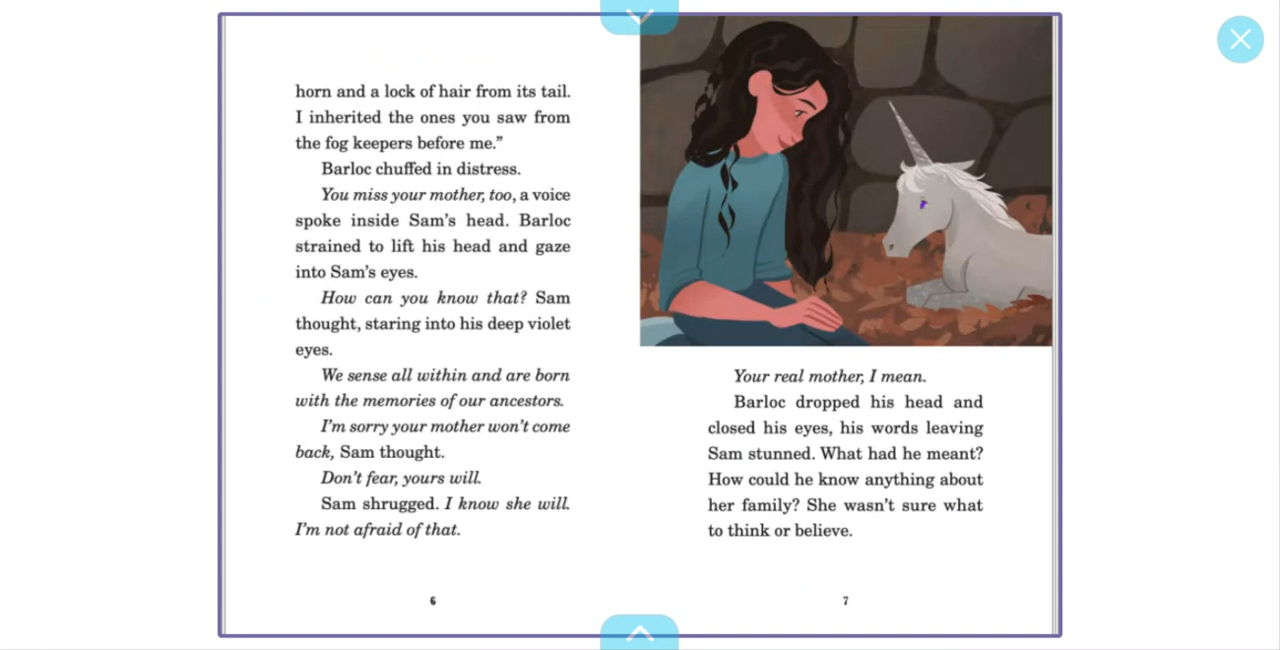 horn and a lock of hair from its tail.
I inherited the ones you saw from
the fog keepers before me.”
Barloc chuffed in distress.
You miss your mother, too, a voice
spoke inside Sam’s head. Barloc
strained to lift his head and gaze
into Sam’s eyes.
How can you know that? Sam
thought, staring into his deep violet
eyes.
We sense all within and are born
with the memories of our ancestors.
I’m sorry your mother won’t come
back, Sam thought.
Don’t fear, yours will.
Sam shrugged. I know she will.
I’m not afraid of that.
6
Your real mother, I mean.
Barloc dropped his head and
closed his eyes, his words leaving
Sam stunned. What had he meant?
How could he know anything about
her family? She wasn’t sure what
to think or believe.
7